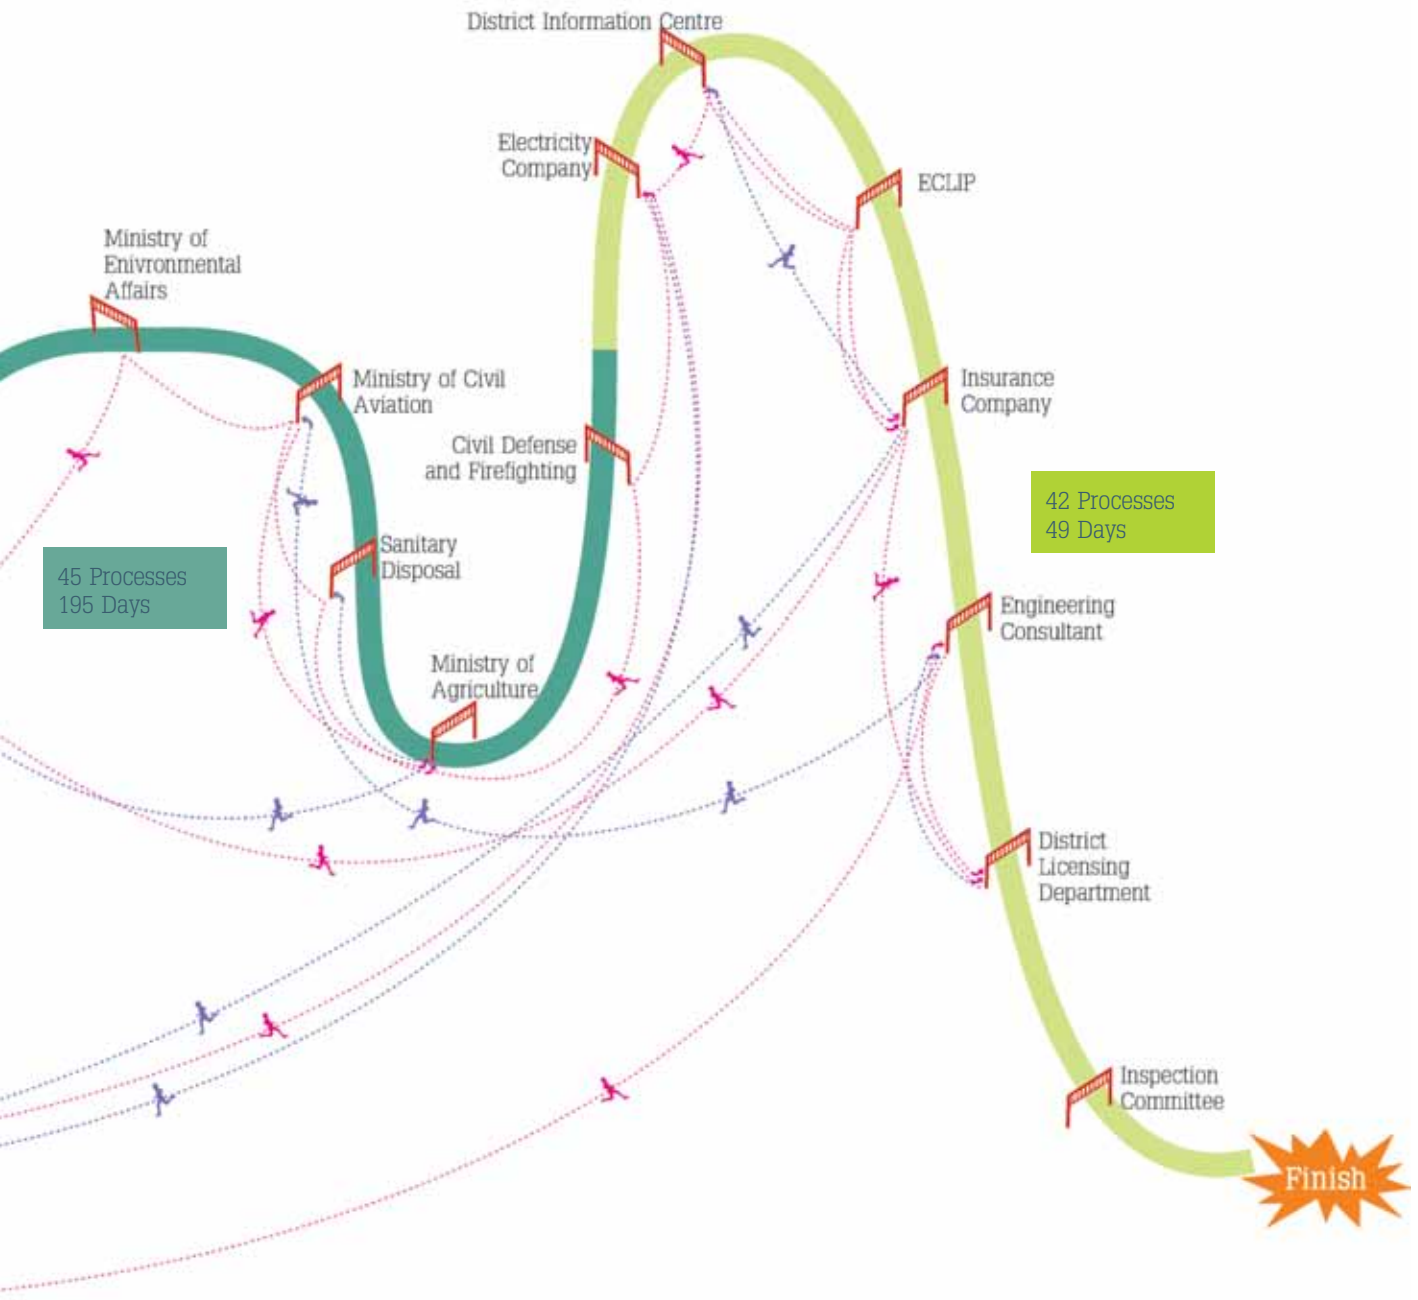 District Information Centre
Electricity
Company
ECLIP
Ministry of
Enivronmental
Affairs
Ministry of Civil
Aviation
Insurance
Company
Civil Defense
and Firefighting
42 Processes
49 Days
Sanitary
Disposal
45 Processes
195 Days
Engineering
Consultant
Ministry of
Agriculture
District
Licensing
Department
Inspection
Committee
Finish